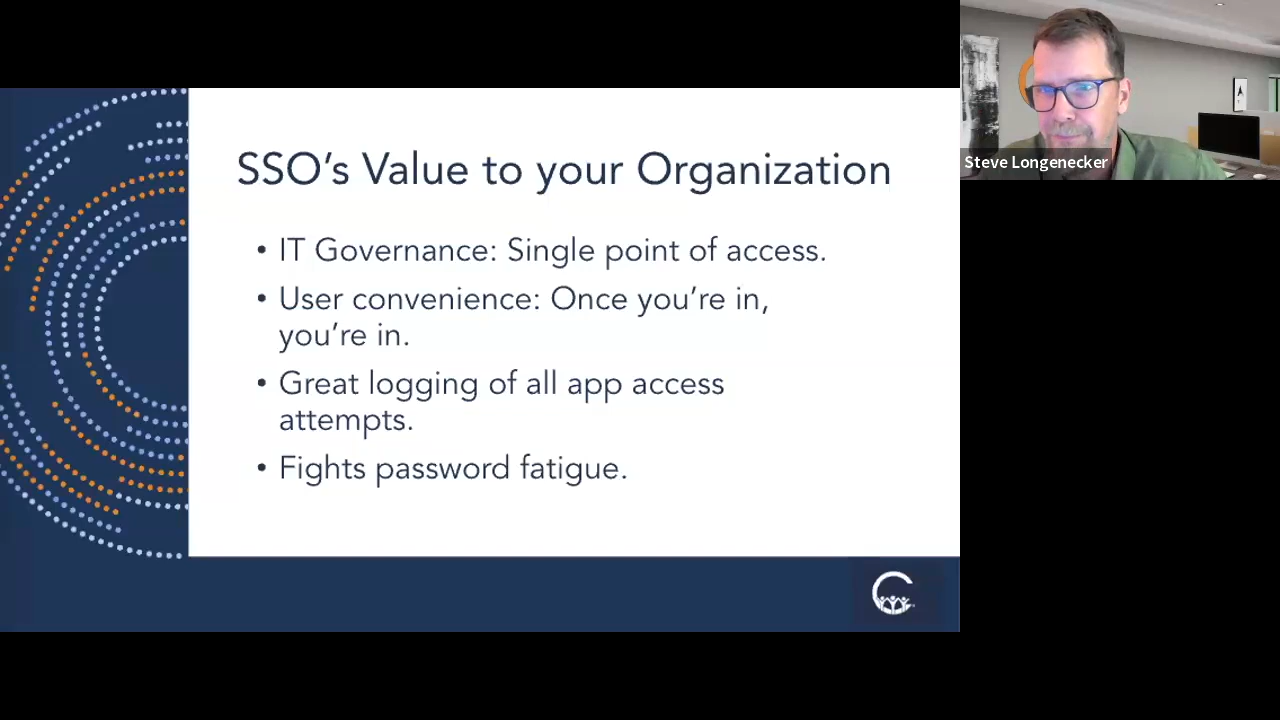 SSO's Value to your Organization
• IT Governance: Single point of access.
• User convenience: Once you're in,
you're in.
• Great logging of all app access
attempts.
• Fights password fatigue.
Steve Longenecker